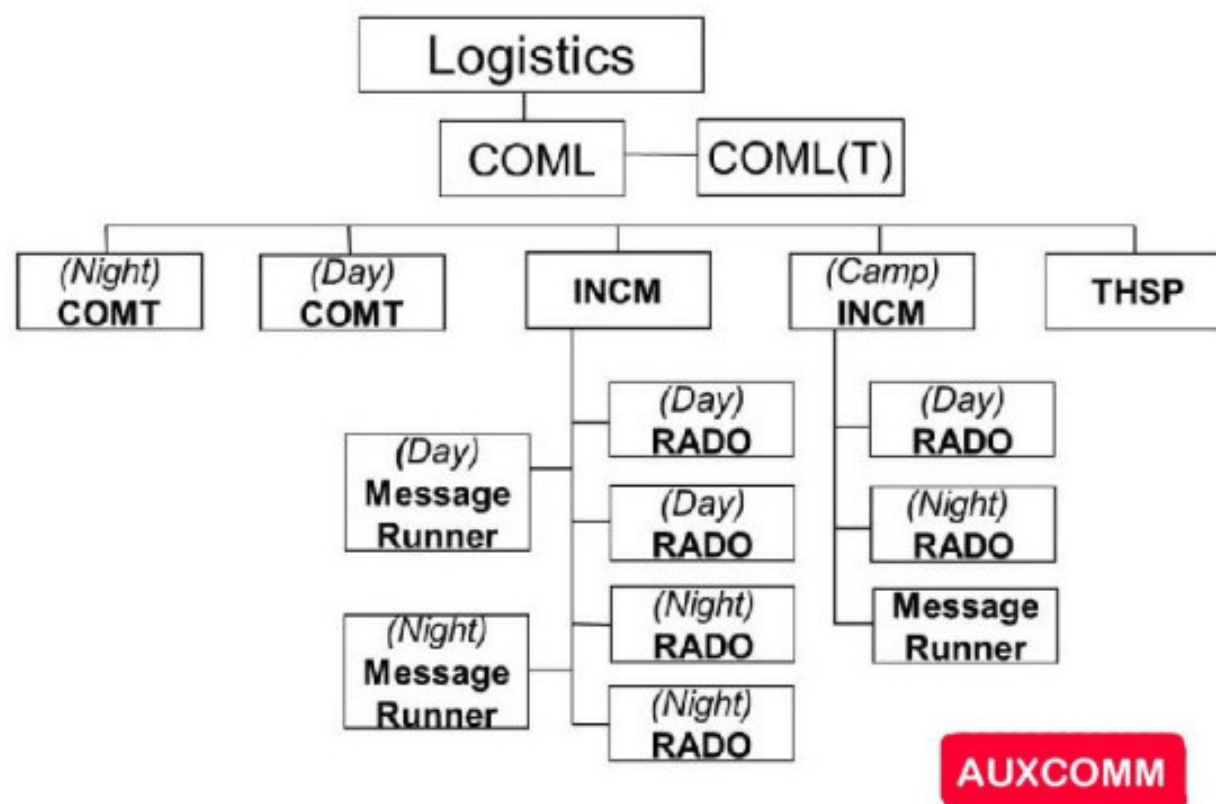 Logistics
COML
COML(T)
(Night)
COMT
(Day)
COMT
INCM
(Camp)
INCM
THSP
(Day)
Message
Runner
(Night)
Message
Runner
(Day)
RADO
(Day)
RADO
(Night)
RADO
(Night)
RADO
(Day)
RADO
(Night)
RADO
Message
Runner
AUXCOMM